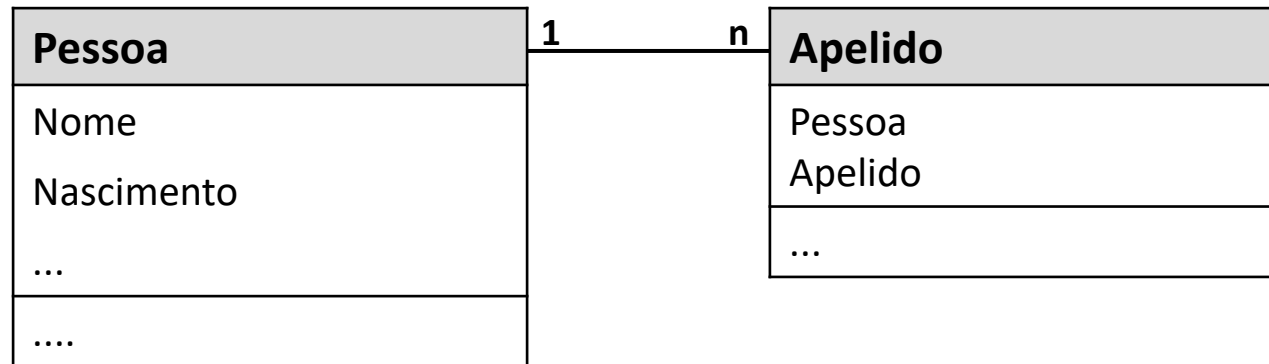 Pessoa
Nome
Nascimento
...
....
1
n
Apelido
Pessoa
Apelido
...